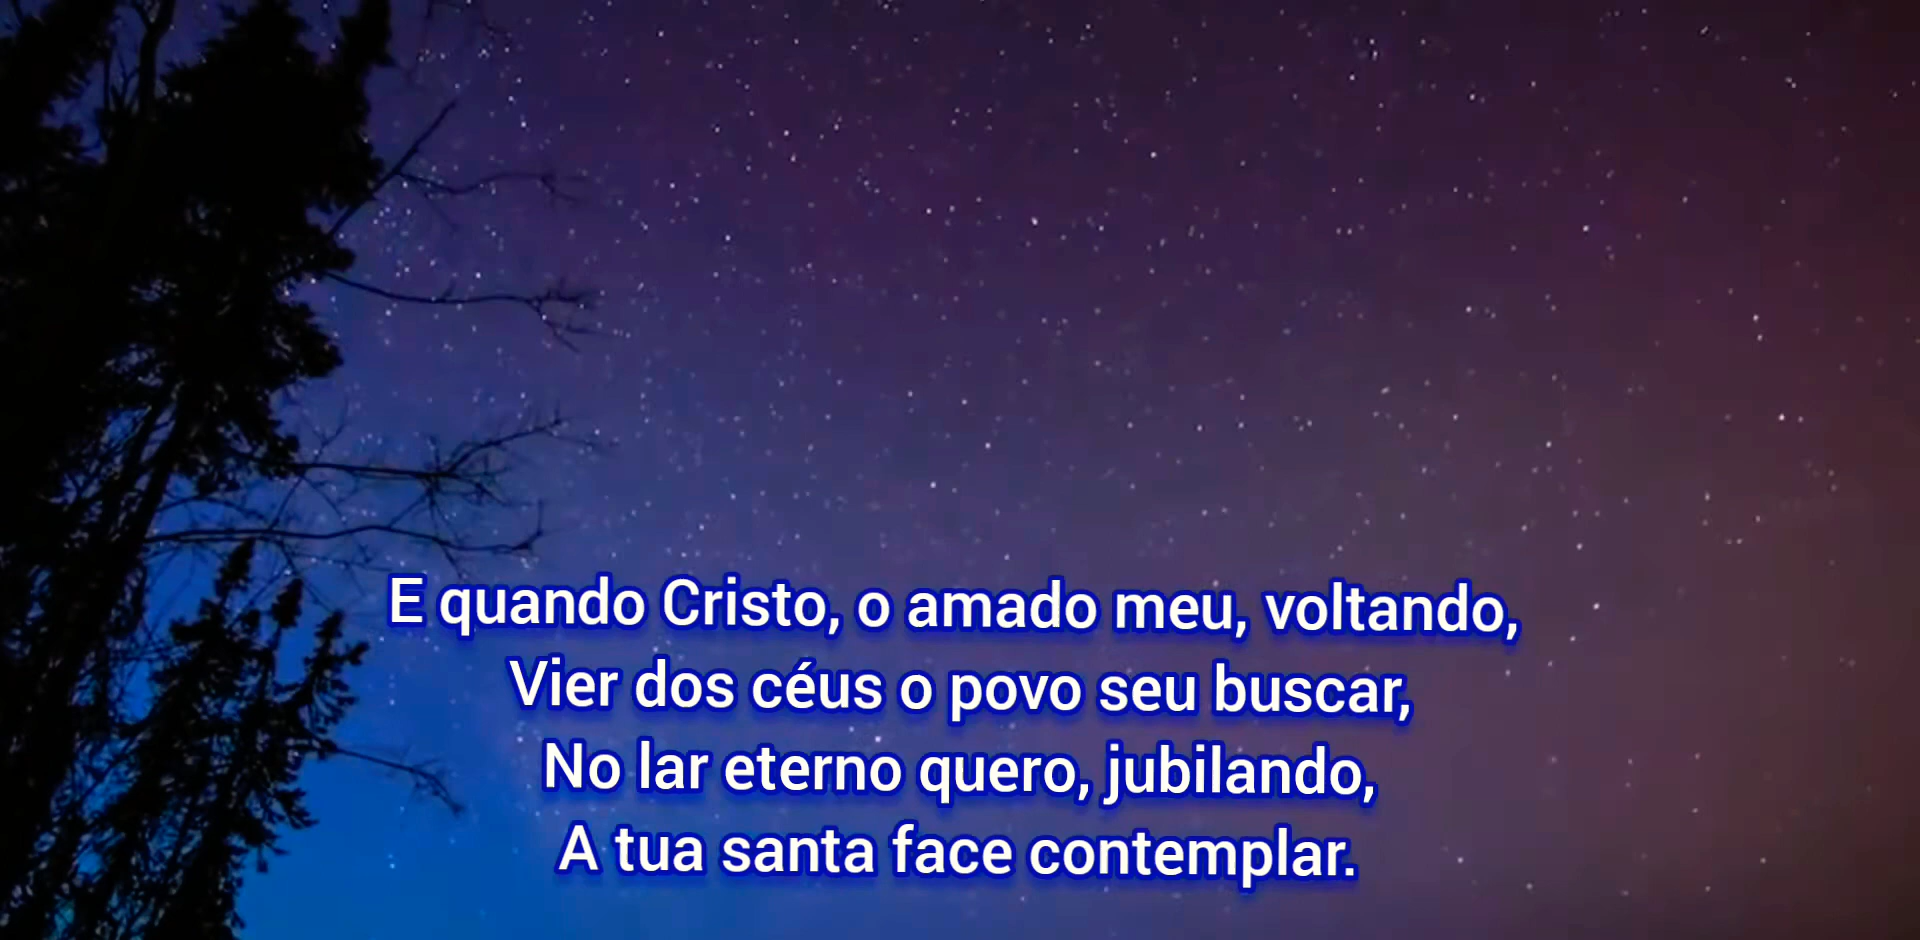 E quando Cristo, o amado meu, voltando,
Vier dos céus o povo seu buscar,
No lar eterno quero, jubilando,
A tua santa face contemplar.